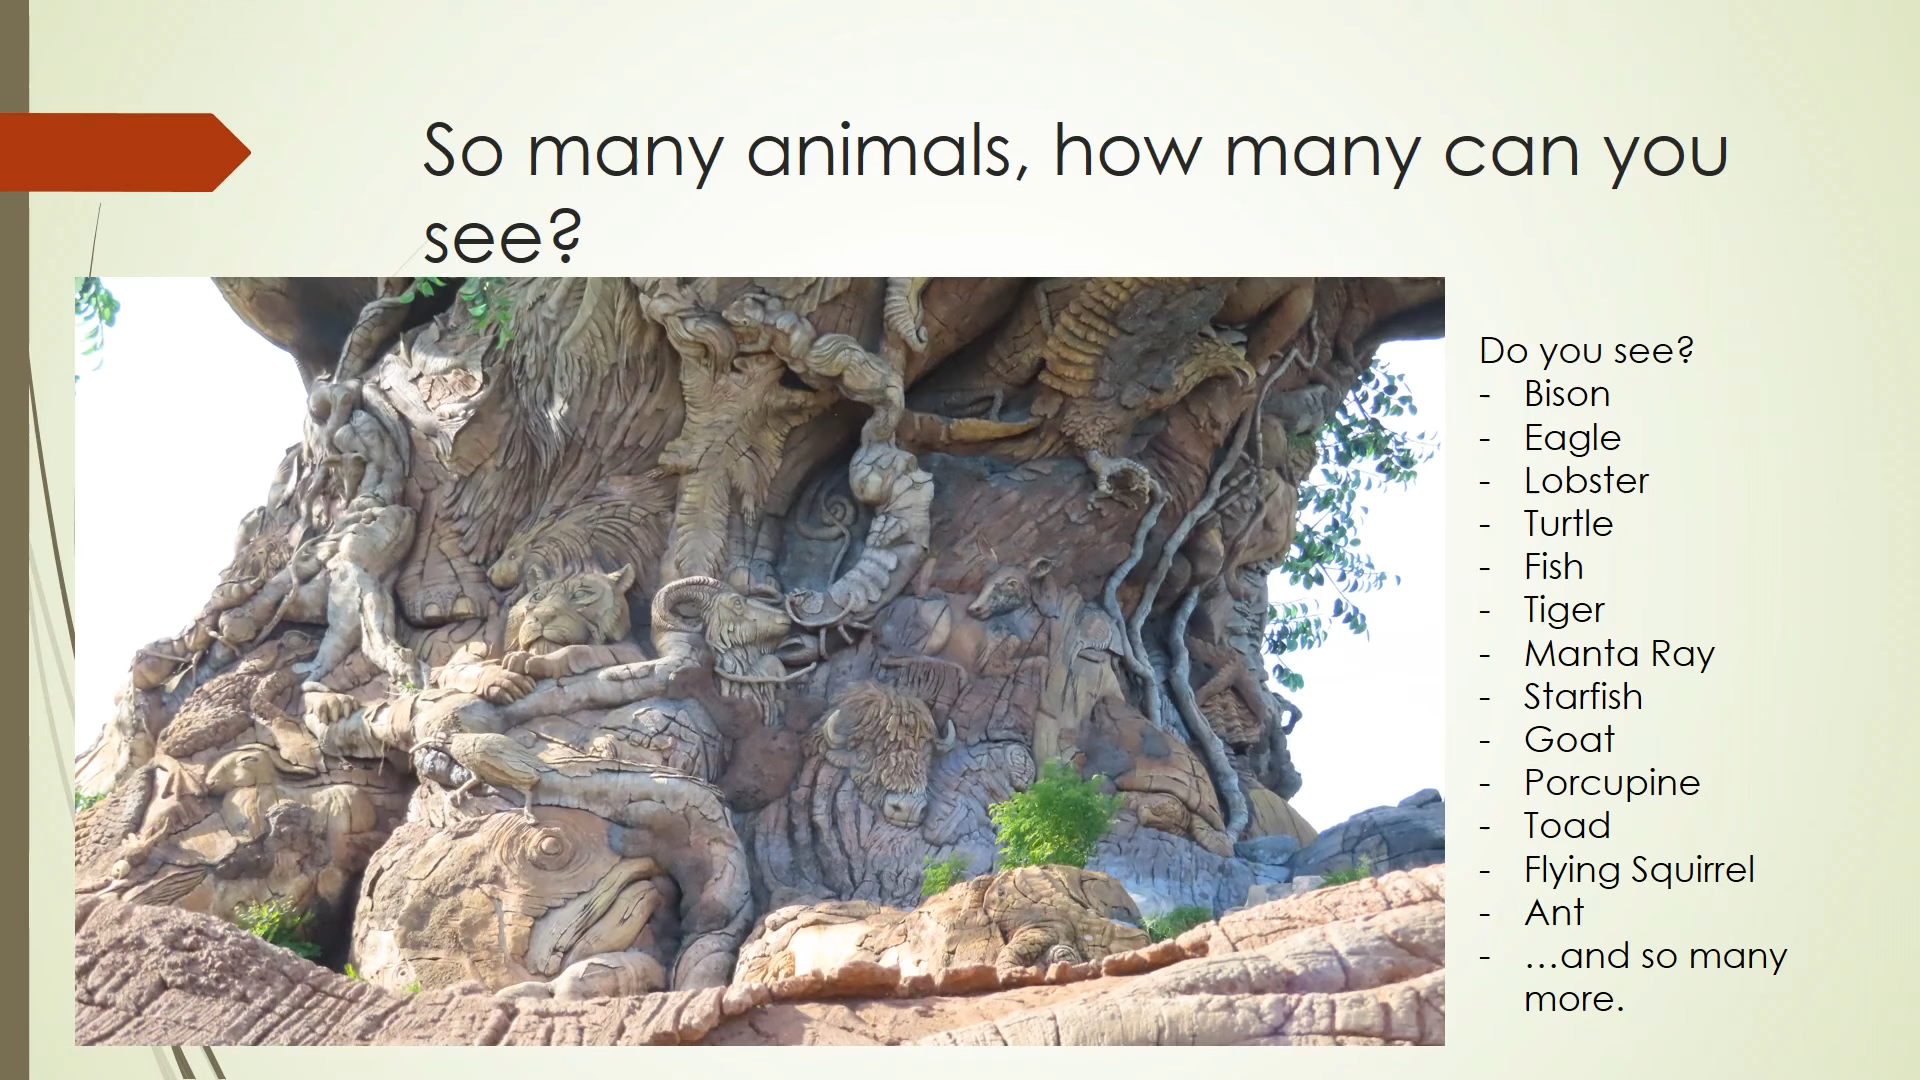 So many animals, how many can you
see?
Do you see?
- Bison
- Eagle
- Lobster
- Turtle
- Fish
- Tiger
- Manta Ray
- Starfish
- Goat
- Porcupine
- Toad
- Flying Squirrel
- Ant
- …and so many
more.